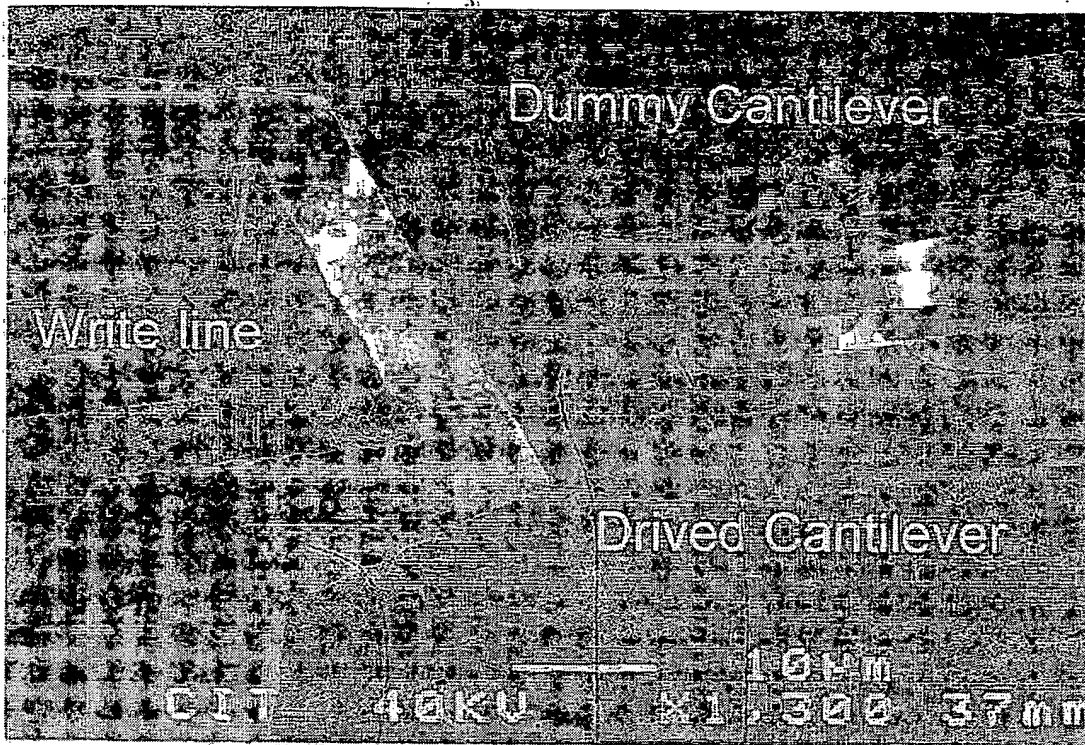 Dummy Cantilever
Write line
Drived Cantilever
10μm
CIT 40KV X1,300 37mm